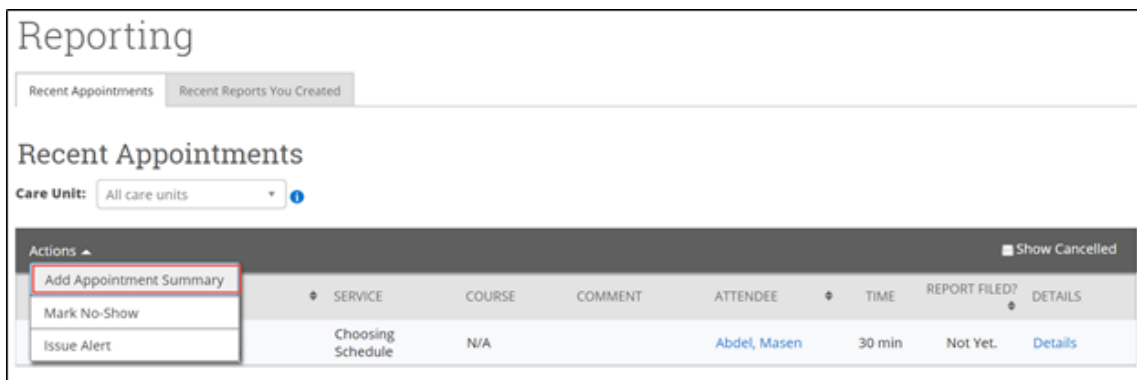 Reporting
Recent Appointments Recent Reports You Created
Recent Appointments
Care Unit: All care units
Actions Show Cancelled
Add Appointment Summary
Mark No-Show
Issue Alert
SERVICE COURSE COMMENT ATTENDEE TIME REPORT FILED? DETAILS
Choosing Schedule N/A Abdel, Masen 30 min Not Yet. Details